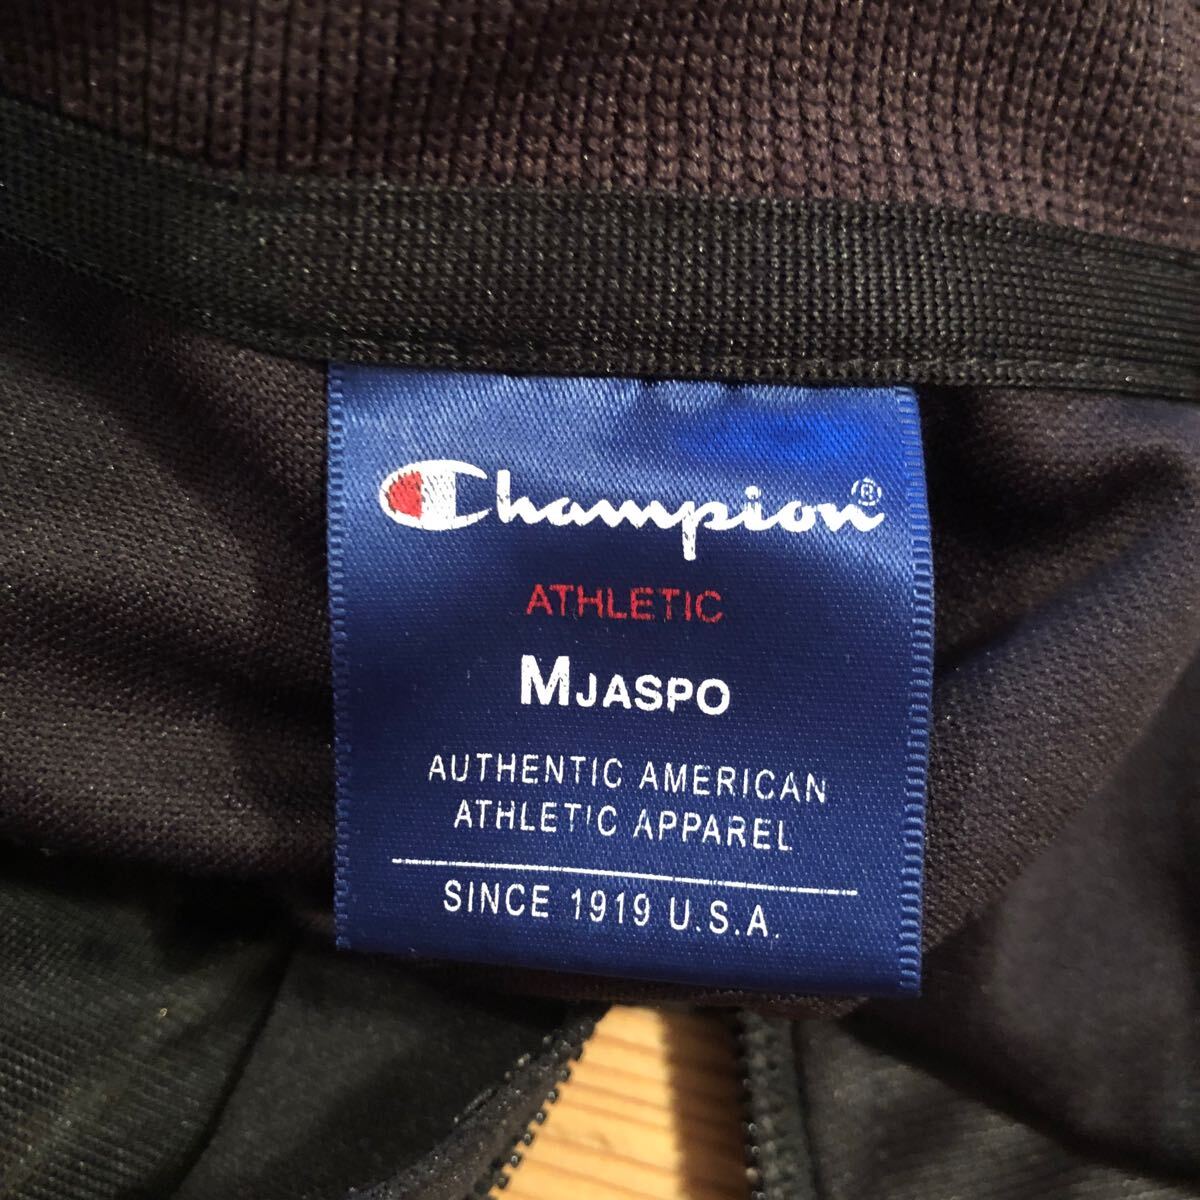 Champion®
ATHLETIC
MJASPO
AUTHENTIC AMERICAN
ATHLETIC APPAREL
SINCE 1919 U.S.A.